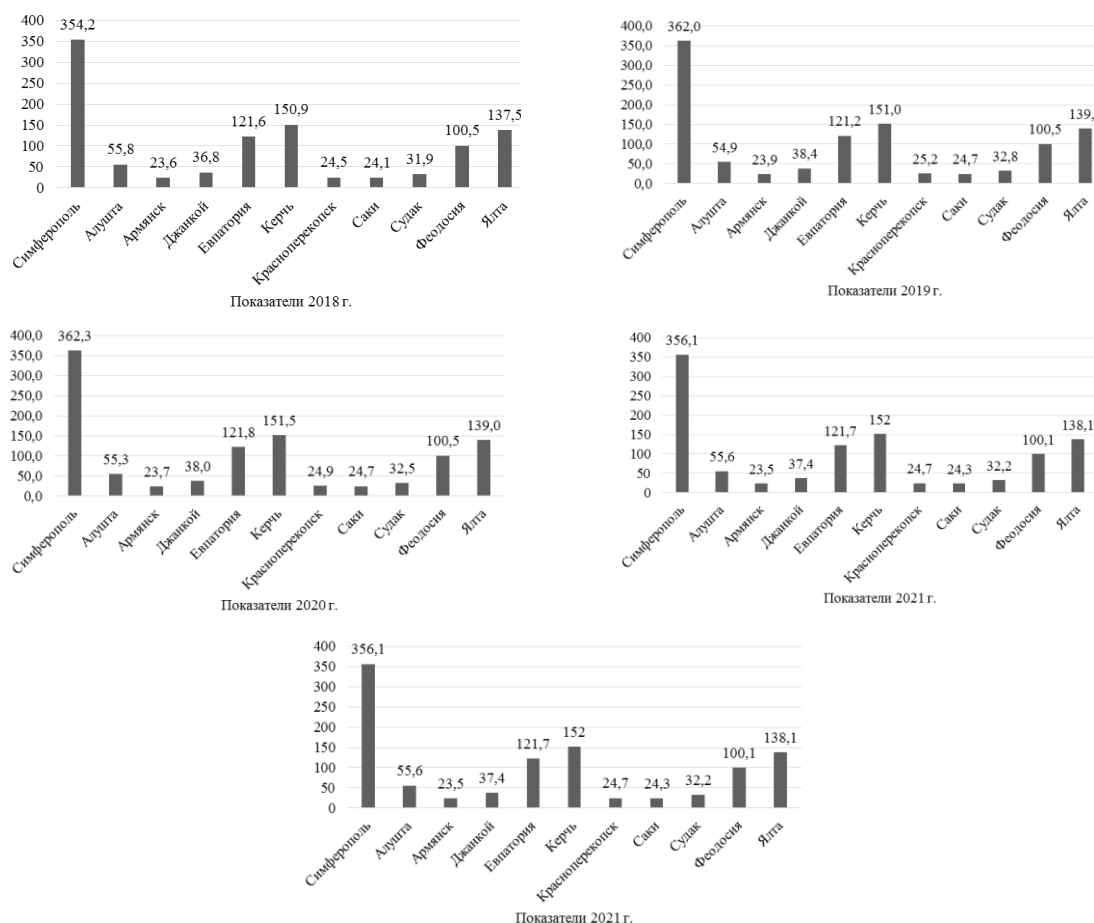 400
350
300
250
200
150
100
50
0
354,2
55,8
23,6
36,8
121,6
150,9
24,5
24,1
31,9
100,5
137,5
Симферополь
Алушта
Армянск
Джанкой
Евпатория
Керчь
Красноперекопск
Саки
Судак
Феодосия
Ялта
Показатели 2018 г.
400,0
350,0
300,0
250,0
200,0
150,0
100,0
50,0
0,0
362,0
54,9
23,9
38,4
121,2
151,0
25,2
24,7
32,8
100,5
139,
Симферополь
Алушта
Армянск
Джанкой
Евпатория
Керчь
Красноперекопск
Саки
Судак
Феодосия
Ялта
Показатели 2019 г.
400,0
350,0
300,0
250,0
200,0
150,0
100,0
50,0
0,0
362,3
55,3
23,7
38,0
121,8
151,5
24,9
24,7
32,5
100,5
139,0
Симферополь
Алушта
Армянск
Джанкой
Евпатория
Керчь
Красноперекопск
Саки
Судак
Феодосия
Ялта
Показатели 2020 г.
400
350
300
250
200
150
100
50
0
356,1
55,6
23,5
37,4
121,7
152
24,7
24,3
32,2
100,1
138,1
Симферополь
Алушта
Армянск
Джанкой
Евпатория
Керчь
Красноперекопск
Саки
Судак
Феодосия
Ялта
Показатели 2021 г.
400
350
300
250
200
150
100
50
0
356,1
55,6
23,5
37,4
121,7
152
24,7
24,3
32,2
100,1
138,1
Симферополь
Алушта
Армянск
Джанкой
Евпатория
Керчь
Красноперекопск
Саки
Судак
Феодосия
Ялта
Показатели 2021 г.